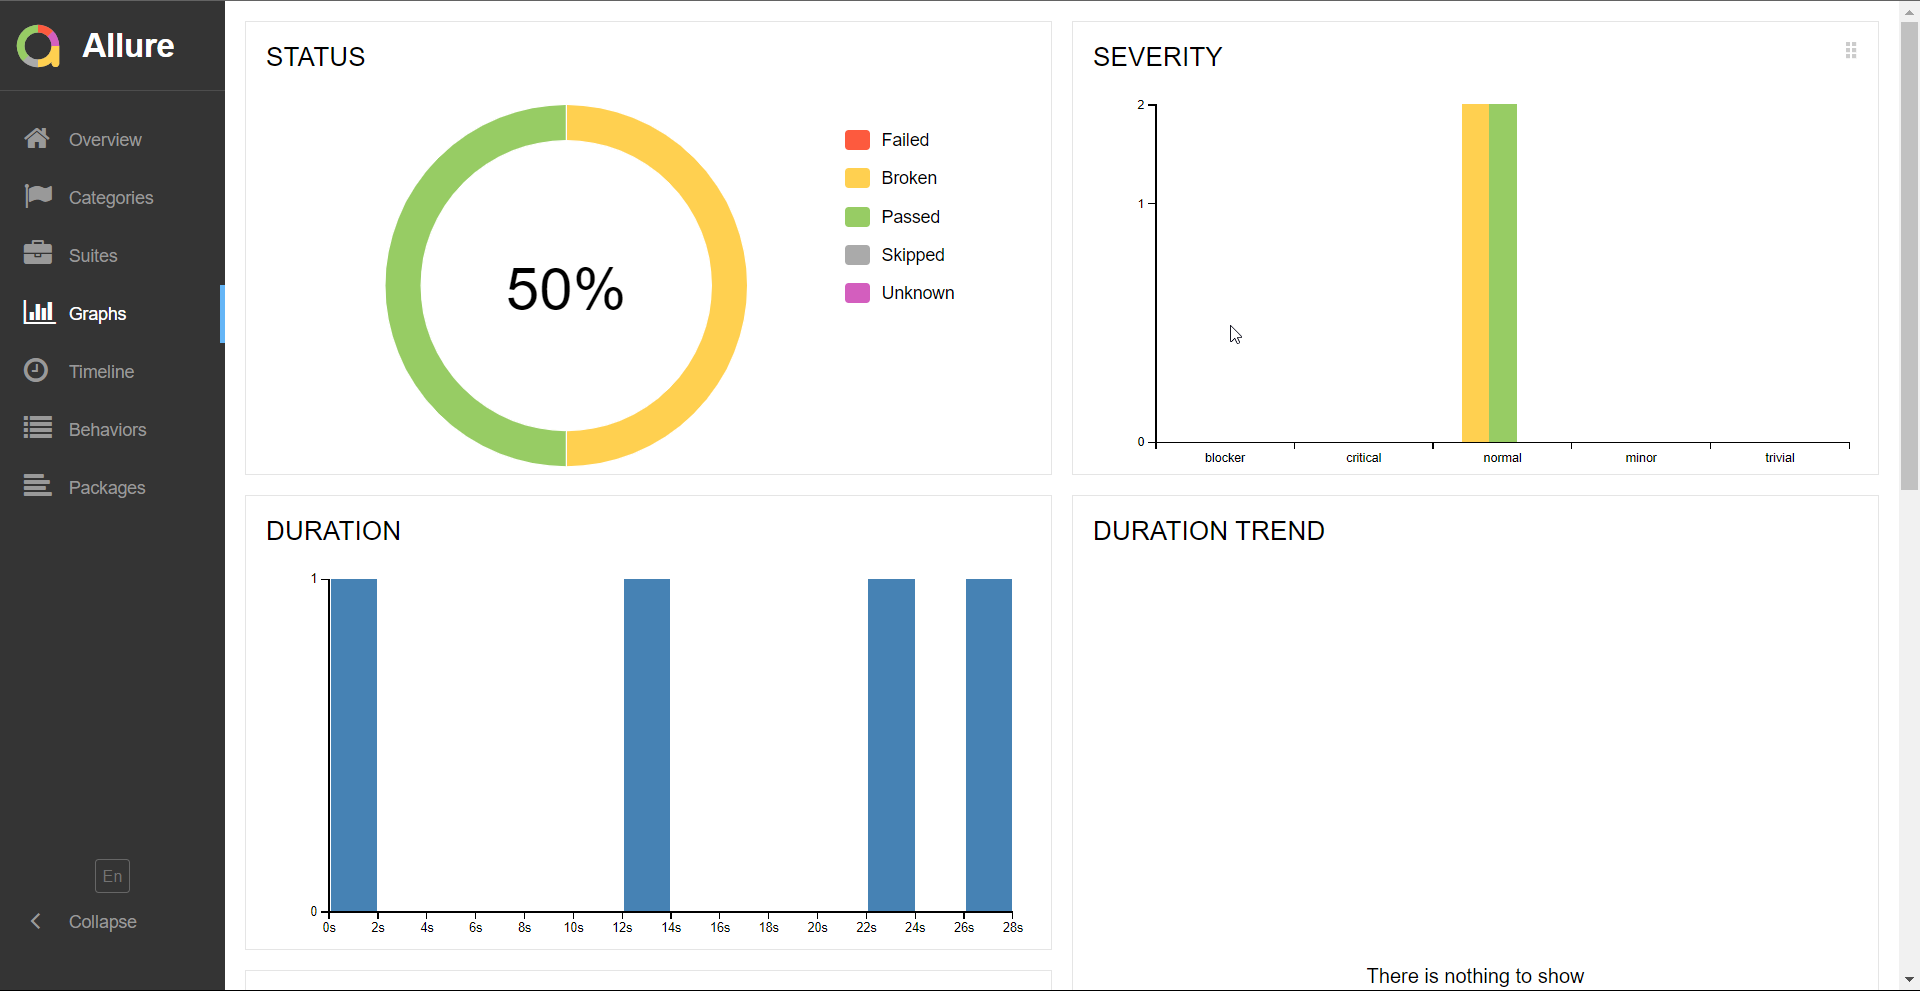 Allure
Overview
Categories
Suites
Graphs
Timeline
Behaviors
Packages
En
Collapse
STATUS
50%
Failed
Broken
Passed
Skipped
Unknown
SEVERITY
2
1
0
blocker critical normal minor trivial
DURATION
1
0
0s 2s 4s 6s 8s 10s 12s 14s 16s 18s 20s 22s 24s 26s 28s
DURATION TREND
There is nothing to show